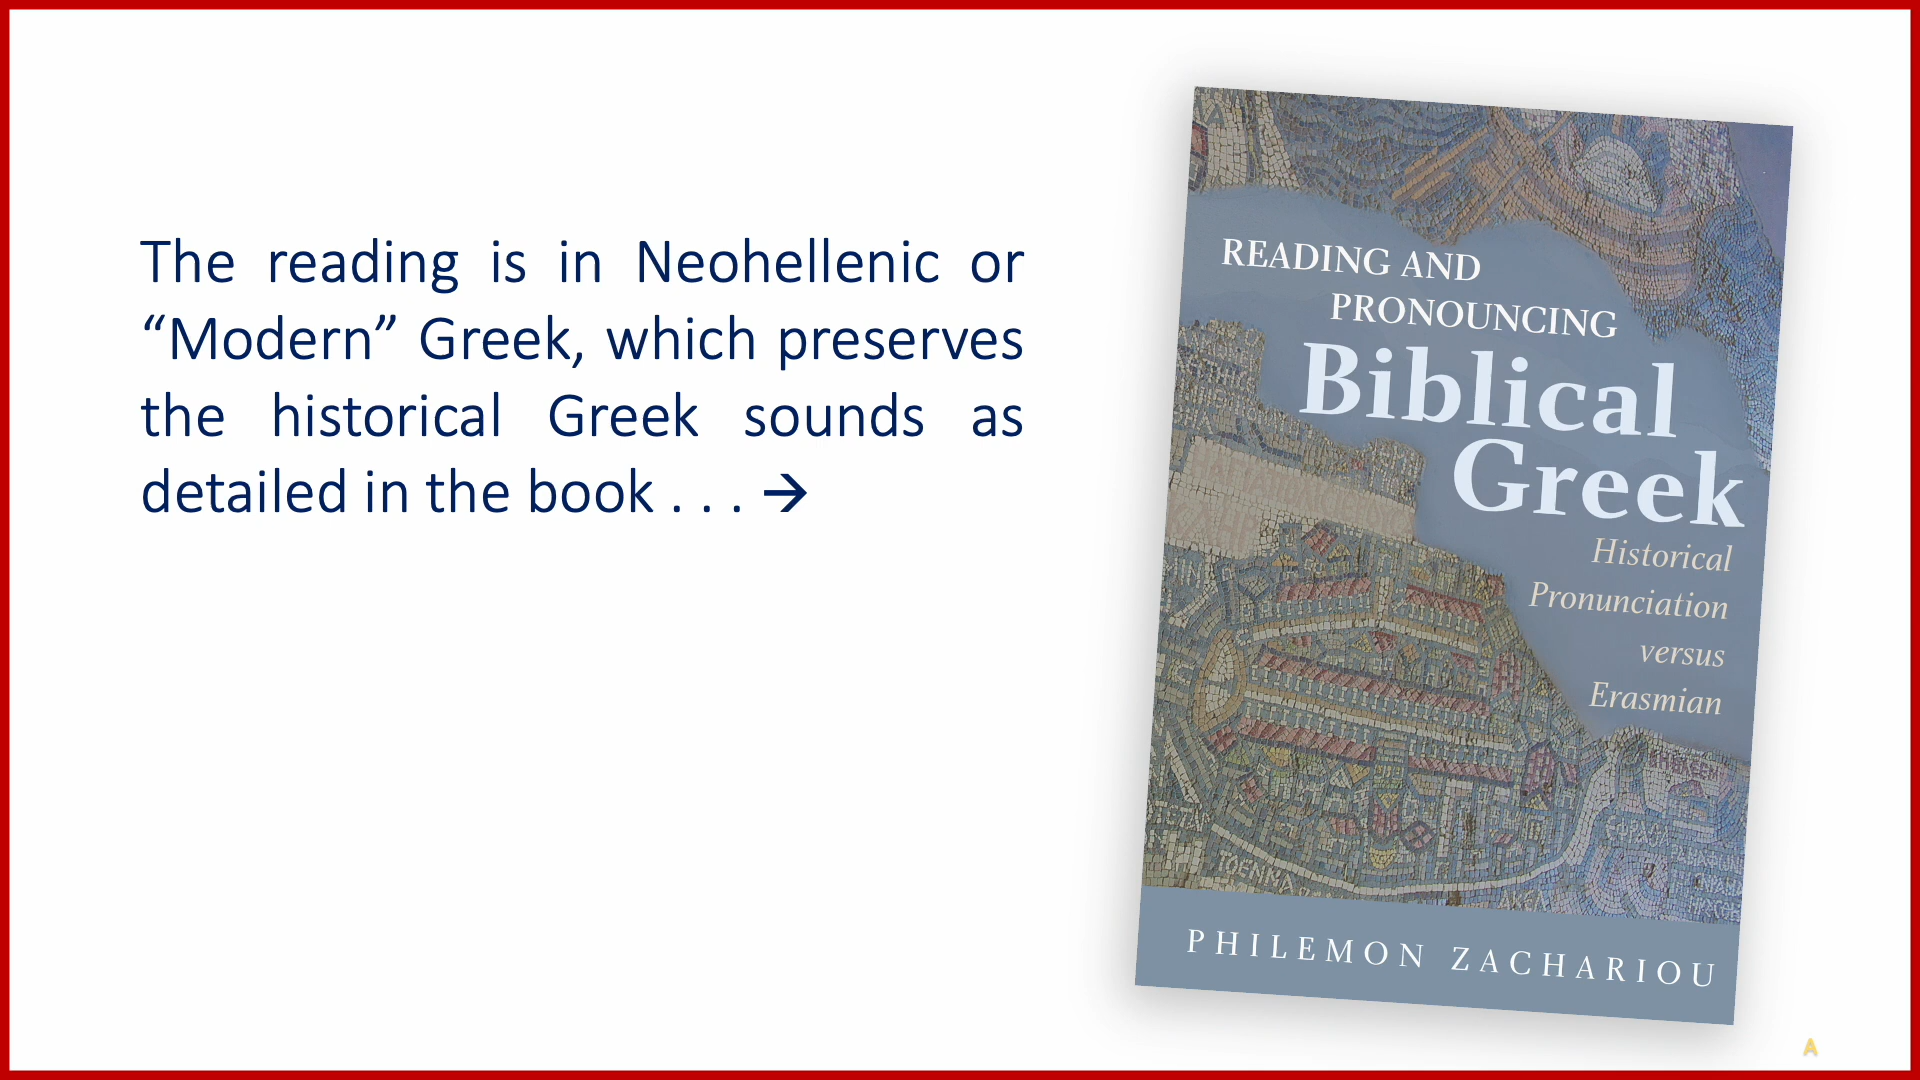 The reading is in Neohellenic or
“Modern” Greek, which preserves
the historical Greek sounds as
detailed in the book . . . →
READING AND
PRONOUNCING
Biblical
Greek
Historical
Pronunciation
versus
Erasmian
PHILEMON ZACHARIOU
A